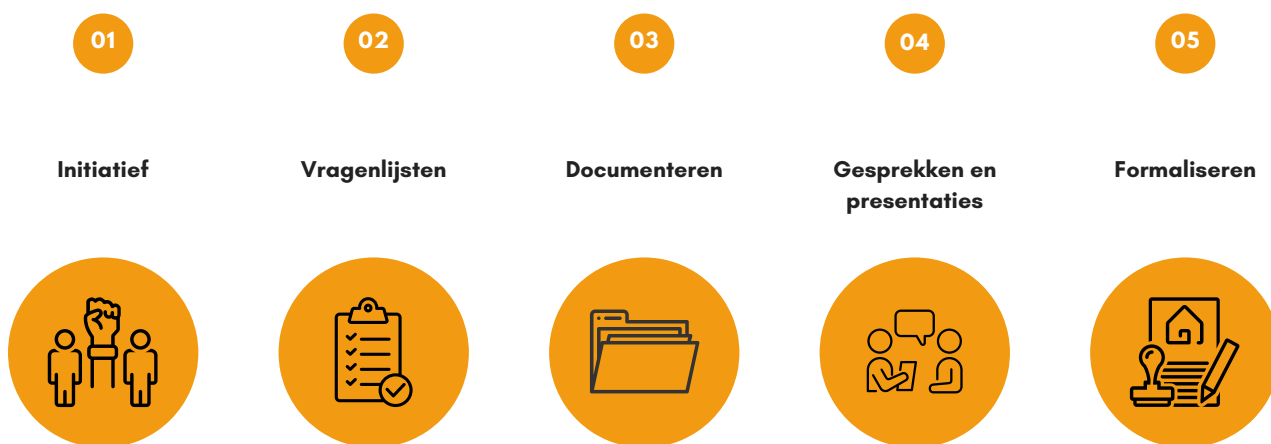 01
02
03
04
05
Initiatief
Vragenlijsten
Documenteren
Gesprekken en
presentaties
Formaliseren